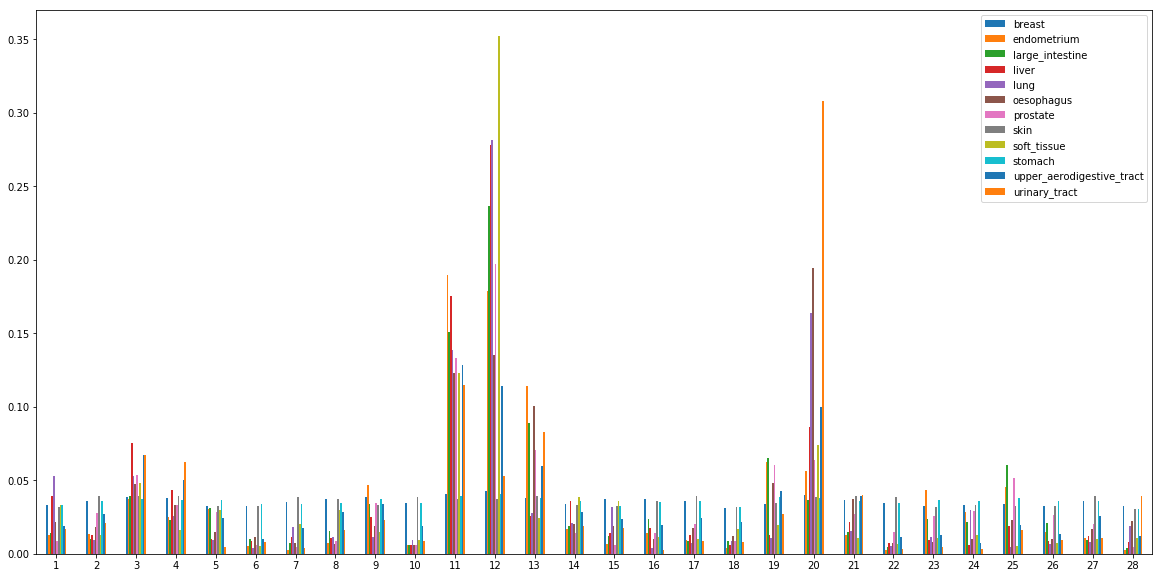 0.35
0.30
0.25
0.20
0.15
0.10
0.05
0.00
breast
endometrium
large_intestine
liver
lung
oesophagus
prostate
skin
soft_tissue
stomach
upper_aerodigestive_tract
urinary_tract
1 2 3 4 5 6 7 8 9 10 11 12 13 14 15 16 17 18 19 20 21 22 23 24 25 26 27 28